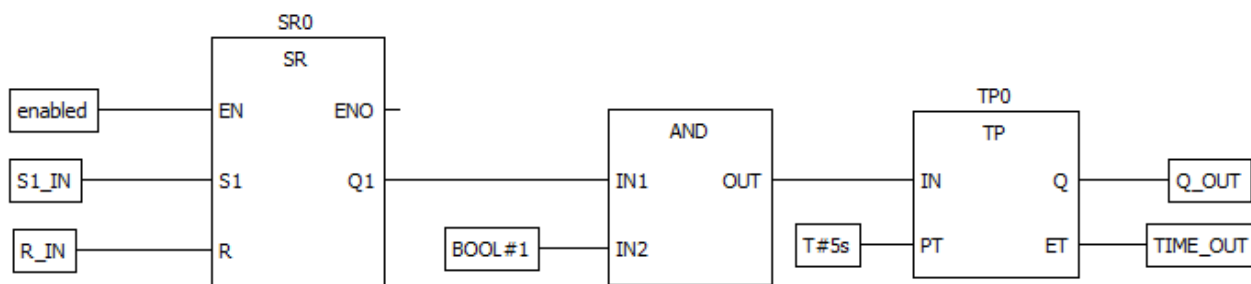 SR0
SR
TP0
enabled EN ENO AND TP
S1_IN S1 Q1 IN1 OUT IN Q Q_OUT
R_IN R BOOL#1 IN2 T#5s PT ET TIME_OUT